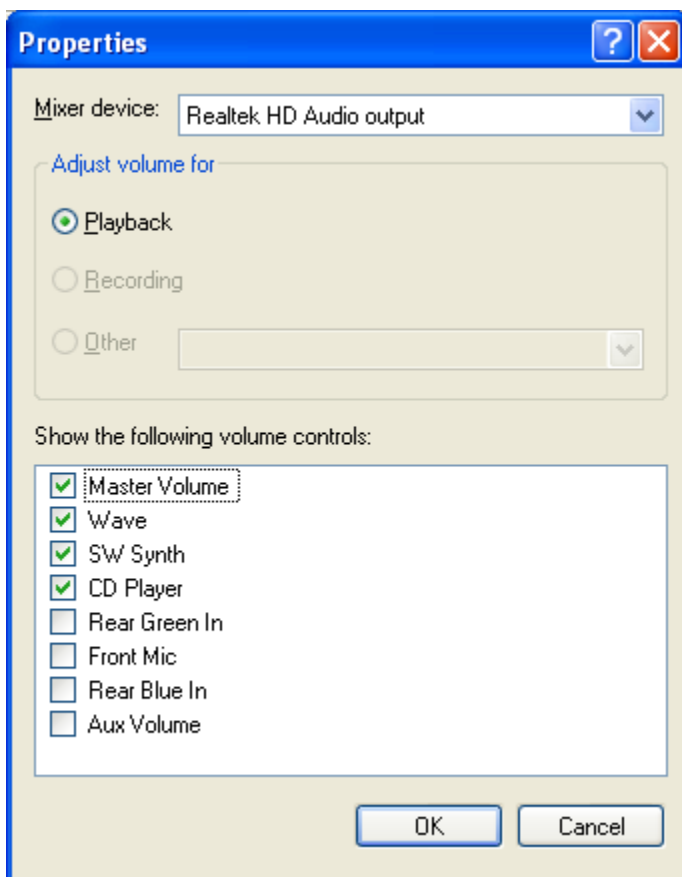 Properties
Mixer device: Realtek HD Audio output
Adjust volume for
Playback
Recording
Other
Show the following volume controls:
Master Volume
Wave
SW Synth
CD Player
Rear Green In
Front Mic
Rear Blue In
Aux Volume
OK Cancel